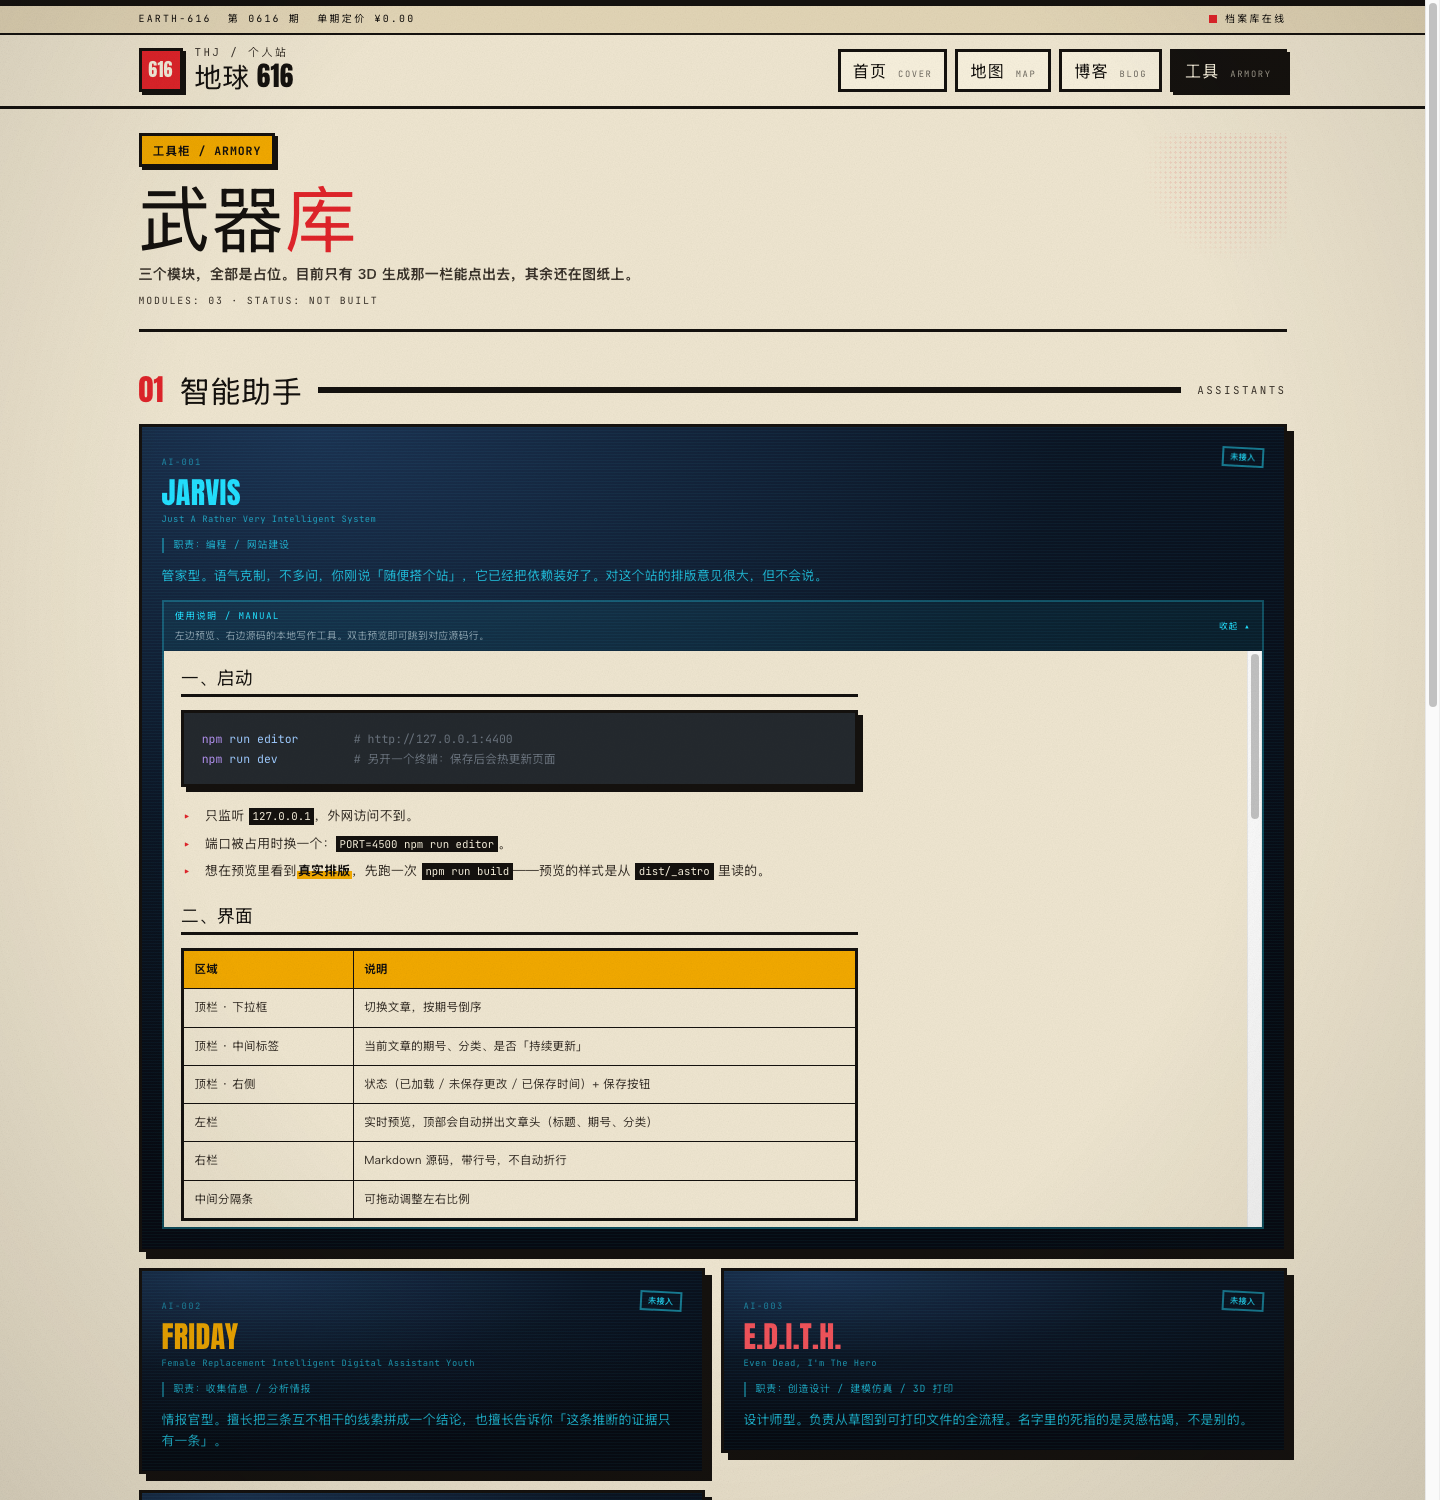 EARTH-616 第 0616 期 单期定价 ¥0.00
档案库在线
616
THJ / 个人站
地球 616
首页 COVER
地图 MAP
博客 BLOG
工具 ARMORY
工具柜 / ARMORY
武器库
三个模块，全部是占位。目前只有 3D 生成那一栏能点出去，其余还在图纸上。
MODULES: 03 · STATUS: NOT BUILT
01 智能助手
ASSISTANTS
AI-001
未接入
JARVIS
Just A Rather Very Intelligent System
职责：编程 / 网站建设
管家型。语气克制，不多问，你刚说「随便搭个站」，它已经把依赖装好了。对这个站的排版意见很大，但不会说。
使用说明 / MANUAL
左边预览、右边源码的本地写作工具。双击预览即可跳到对应源码行。
收起 ▴
一、启动
npm run editor # http://127.0.0.1:4400
npm run dev # 另开一个终端：保存后会热更新页面
▸ 只监听 127.0.0.1，外网访问不到。
▸ 端口被占用时换一个：PORT=4500 npm run editor。
▸ 想在预览里看到真实排版，先跑一次 npm run build——预览的样式是从 dist/_astro 里读的。
二、界面
区域 说明
顶栏 · 下拉框 切换文章，按期号倒序
顶栏 · 中间标签 当前文章的期号、分类、是否「持续更新」
顶栏 · 右侧 状态（已加载 / 未保存更改 / 已保存时间）+ 保存按钮
左栏 实时预览，顶部会自动拼出文章头（标题、期号、分类）
右栏 Markdown 源码，带行号，不自动折行
中间分隔条 可拖动调整左右比例
AI-002
未接入
FRIDAY
Female Replacement Intelligent Digital Assistant Youth
职责：收集信息 / 分析情报
情报官型。擅长把三条互不相干的线索拼成一个结论，也擅长告诉你「这条推断的证据只
有一条」。
AI-003
未接入
E.D.I.T.H.
Even Dead, I'm The Hero
职责：创造设计 / 建模仿真 / 3D 打印
设计师型。负责从草图到可打印文件的全流程。名字里的死指的是灵感枯竭，不是别的。